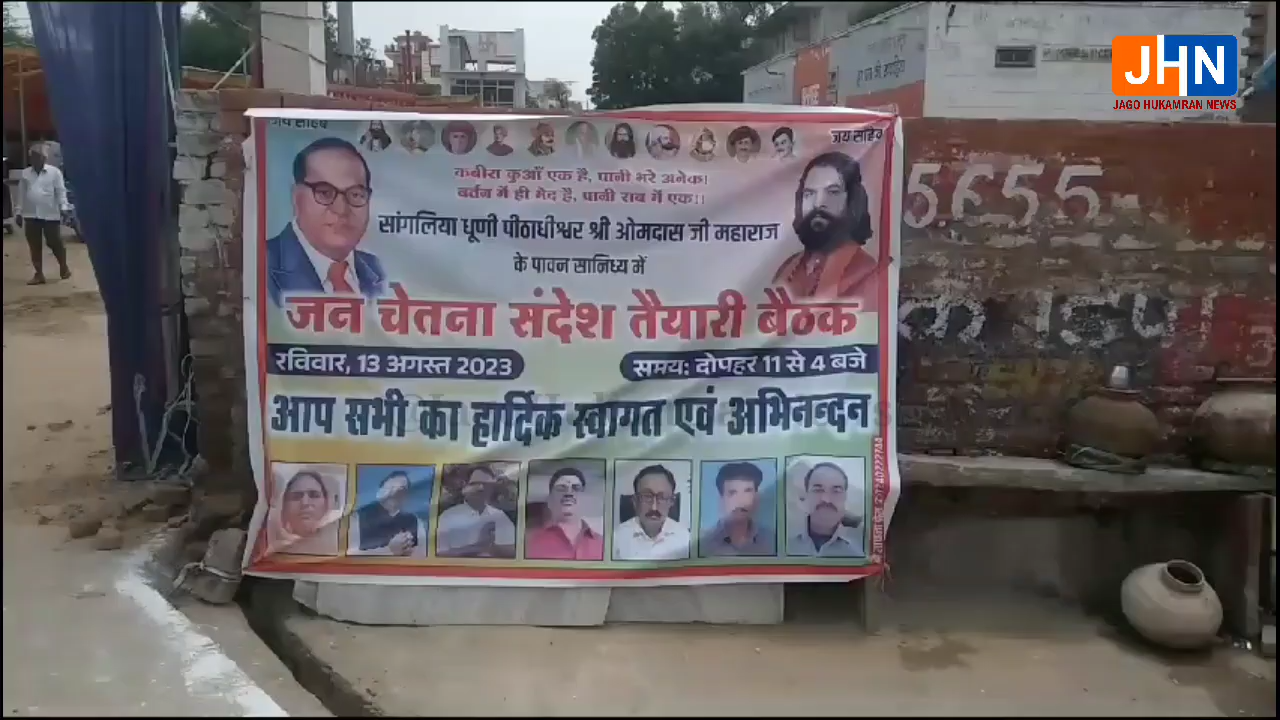 JHN
JAGO HUKAMRAN NEWS
जय साहेब
जय साहेब
कबीरा कुआँ एक है, पानी भरे अनेक।
बर्तन में ही भेद है, पानी सब में एक।।
सांगलिया धूणी पीठाधीश्वर श्री ओमदास जी महाराज
के पावन सानिध्य में
जन चेतना संदेश तैयारी बैठक
रविवार, 13 अगस्त 2023
समय: दोपहर 11 से 4 बजे
आप सभी का हार्दिक स्वागत एवं अभिनन्दन
5655